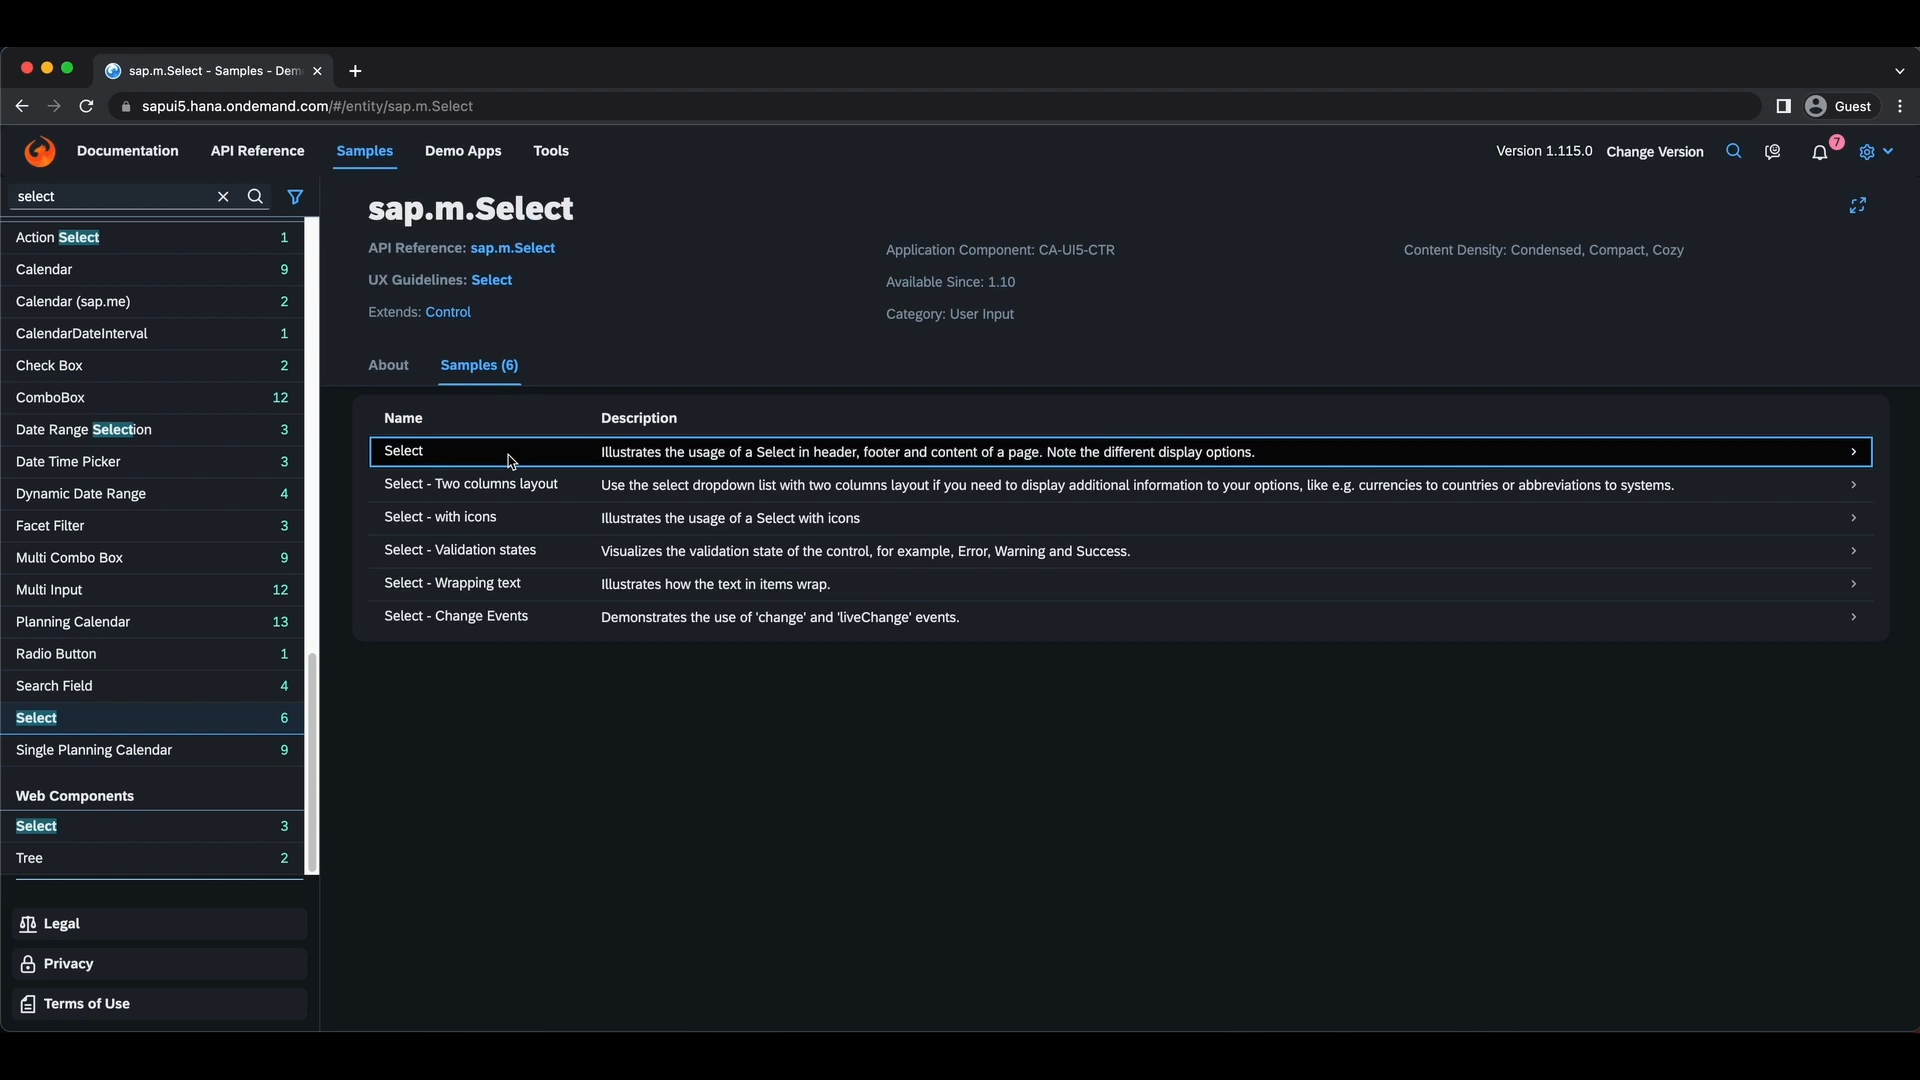 sap.m.Select - Samples - Dem
sapui5.hana.ondemand.com/#/entity/sap.m.Select
Guest
Documentation
API Reference
Samples
Demo Apps
Tools
Version 1.115.0
Change Version
7
select
Action Select 1
Calendar 9
Calendar (sap.me) 2
CalendarDateInterval 1
Check Box 2
ComboBox 12
Date Range Selection 3
Date Time Picker 3
Dynamic Date Range 4
Facet Filter 3
Multi Combo Box 9
Multi Input 12
Planning Calendar 13
Radio Button 1
Search Field 4
Select 6
Single Planning Calendar 9
Web Components
Select 3
Tree 2
Legal
Privacy
Terms of Use
sap.m.Select
API Reference: sap.m.Select
UX Guidelines: Select
Extends: Control
Application Component: CA-UI5-CTR
Available Since: 1.10
Category: User Input
Content Density: Condensed, Compact, Cozy
About
Samples (6)
Name Description
Select Illustrates the usage of a Select in header, footer and content of a page. Note the different display options.
Select - Two columns layout Use the select dropdown list with two columns layout if you need to display additional information to your options, like e.g. currencies to countries or abbreviations to systems.
Select - with icons Illustrates the usage of a Select with icons
Select - Validation states Visualizes the validation state of the control, for example, Error, Warning and Success.
Select - Wrapping text Illustrates how the text in items wrap.
Select - Change Events Demonstrates the use of 'change' and 'liveChange' events.